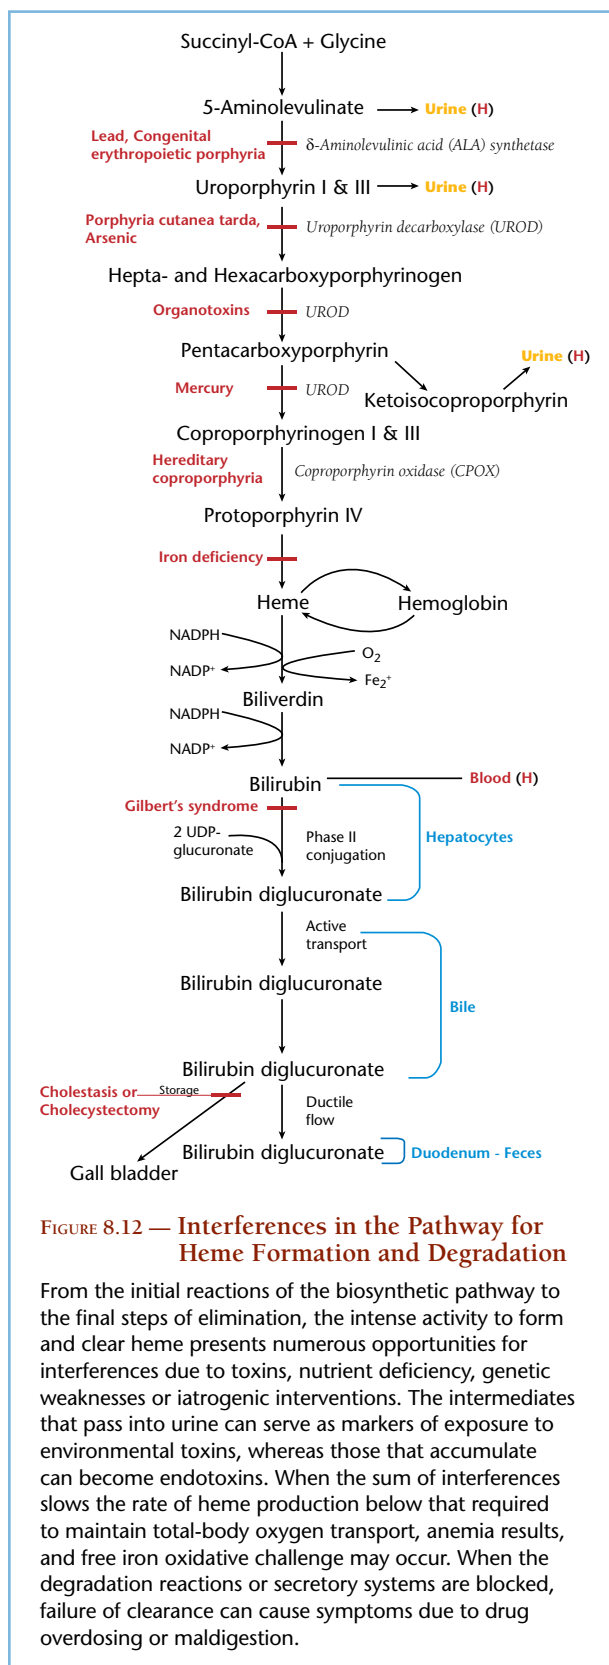 Succinyl-CoA + Glycine
5-Aminolevulinate
Urine (H)
Lead, Congenital
erythropoietic porphyria
δ-Aminolevulinic acid (ALA) synthetase
Uroporphyrin I & III
Urine (H)
Porphyria cutanea tarda,
Arsenic
Uroporphyrin decarboxylase (UROD)
Hepta- and Hexacarboxyporphyrinogen
Organotoxins
UROD
Pentacarboxyporphyrin
Urine (H)
Mercury
UROD
Ketoisocoproporphyrin
Coproporphyrinogen I & III
Hereditary
coproporphyria
Coproporphyrin oxidase (CPOX)
Protoporphyrin IV
Iron deficiency
Heme
Hemoglobin
NADPH
O₂
NADP⁺
Fe₂⁺
Biliverdin
NADPH
NADP⁺
Bilirubin
Blood (H)
Gilbert's syndrome
2 UDP-
glucuronate
Phase II
conjugation
Hepatocytes
Bilirubin diglucuronate
Active
transport
Bilirubin diglucuronate
Bile
Bilirubin diglucuronate
Cholestasis or
Cholecystectomy
Storage
Ductile
flow
Bilirubin diglucuronate
Duodenum - Feces
Gall bladder
FIGURE 8.12 — Interferences in the Pathway for
Heme Formation and Degradation
From the initial reactions of the biosynthetic pathway to
the final steps of elimination, the intense activity to form
and clear heme presents numerous opportunities for
interferences due to toxins, nutrient deficiency, genetic
weaknesses or iatrogenic interventions. The intermediates
that pass into urine can serve as markers of exposure to
environmental toxins, whereas those that accumulate
can become endotoxins. When the sum of interferences
slows the rate of heme production below that required
to maintain total-body oxygen transport, anemia results,
and free iron oxidative challenge may occur. When the
degradation reactions or secretory systems are blocked,
failure of clearance can cause symptoms due to drug
overdosing or maldigestion.